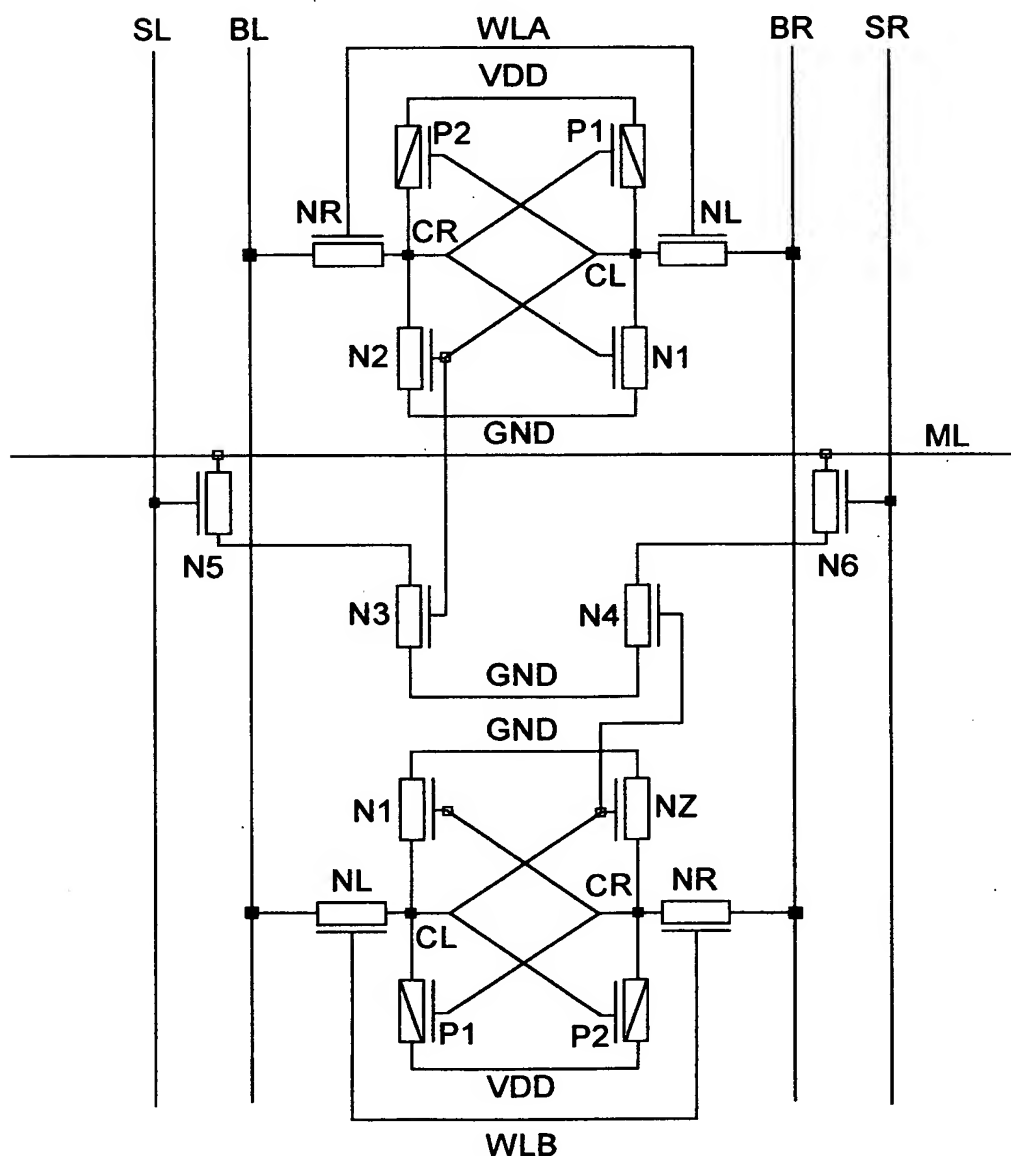 SL BL WLA BR SR
VDD
P2 P1
NR CR NL
CL
N2 N1
GND
ML
N5 N6
N3 N4
GND
GND
N1 NZ
NL CR NR
CL
P1 P2
VDD
WLB